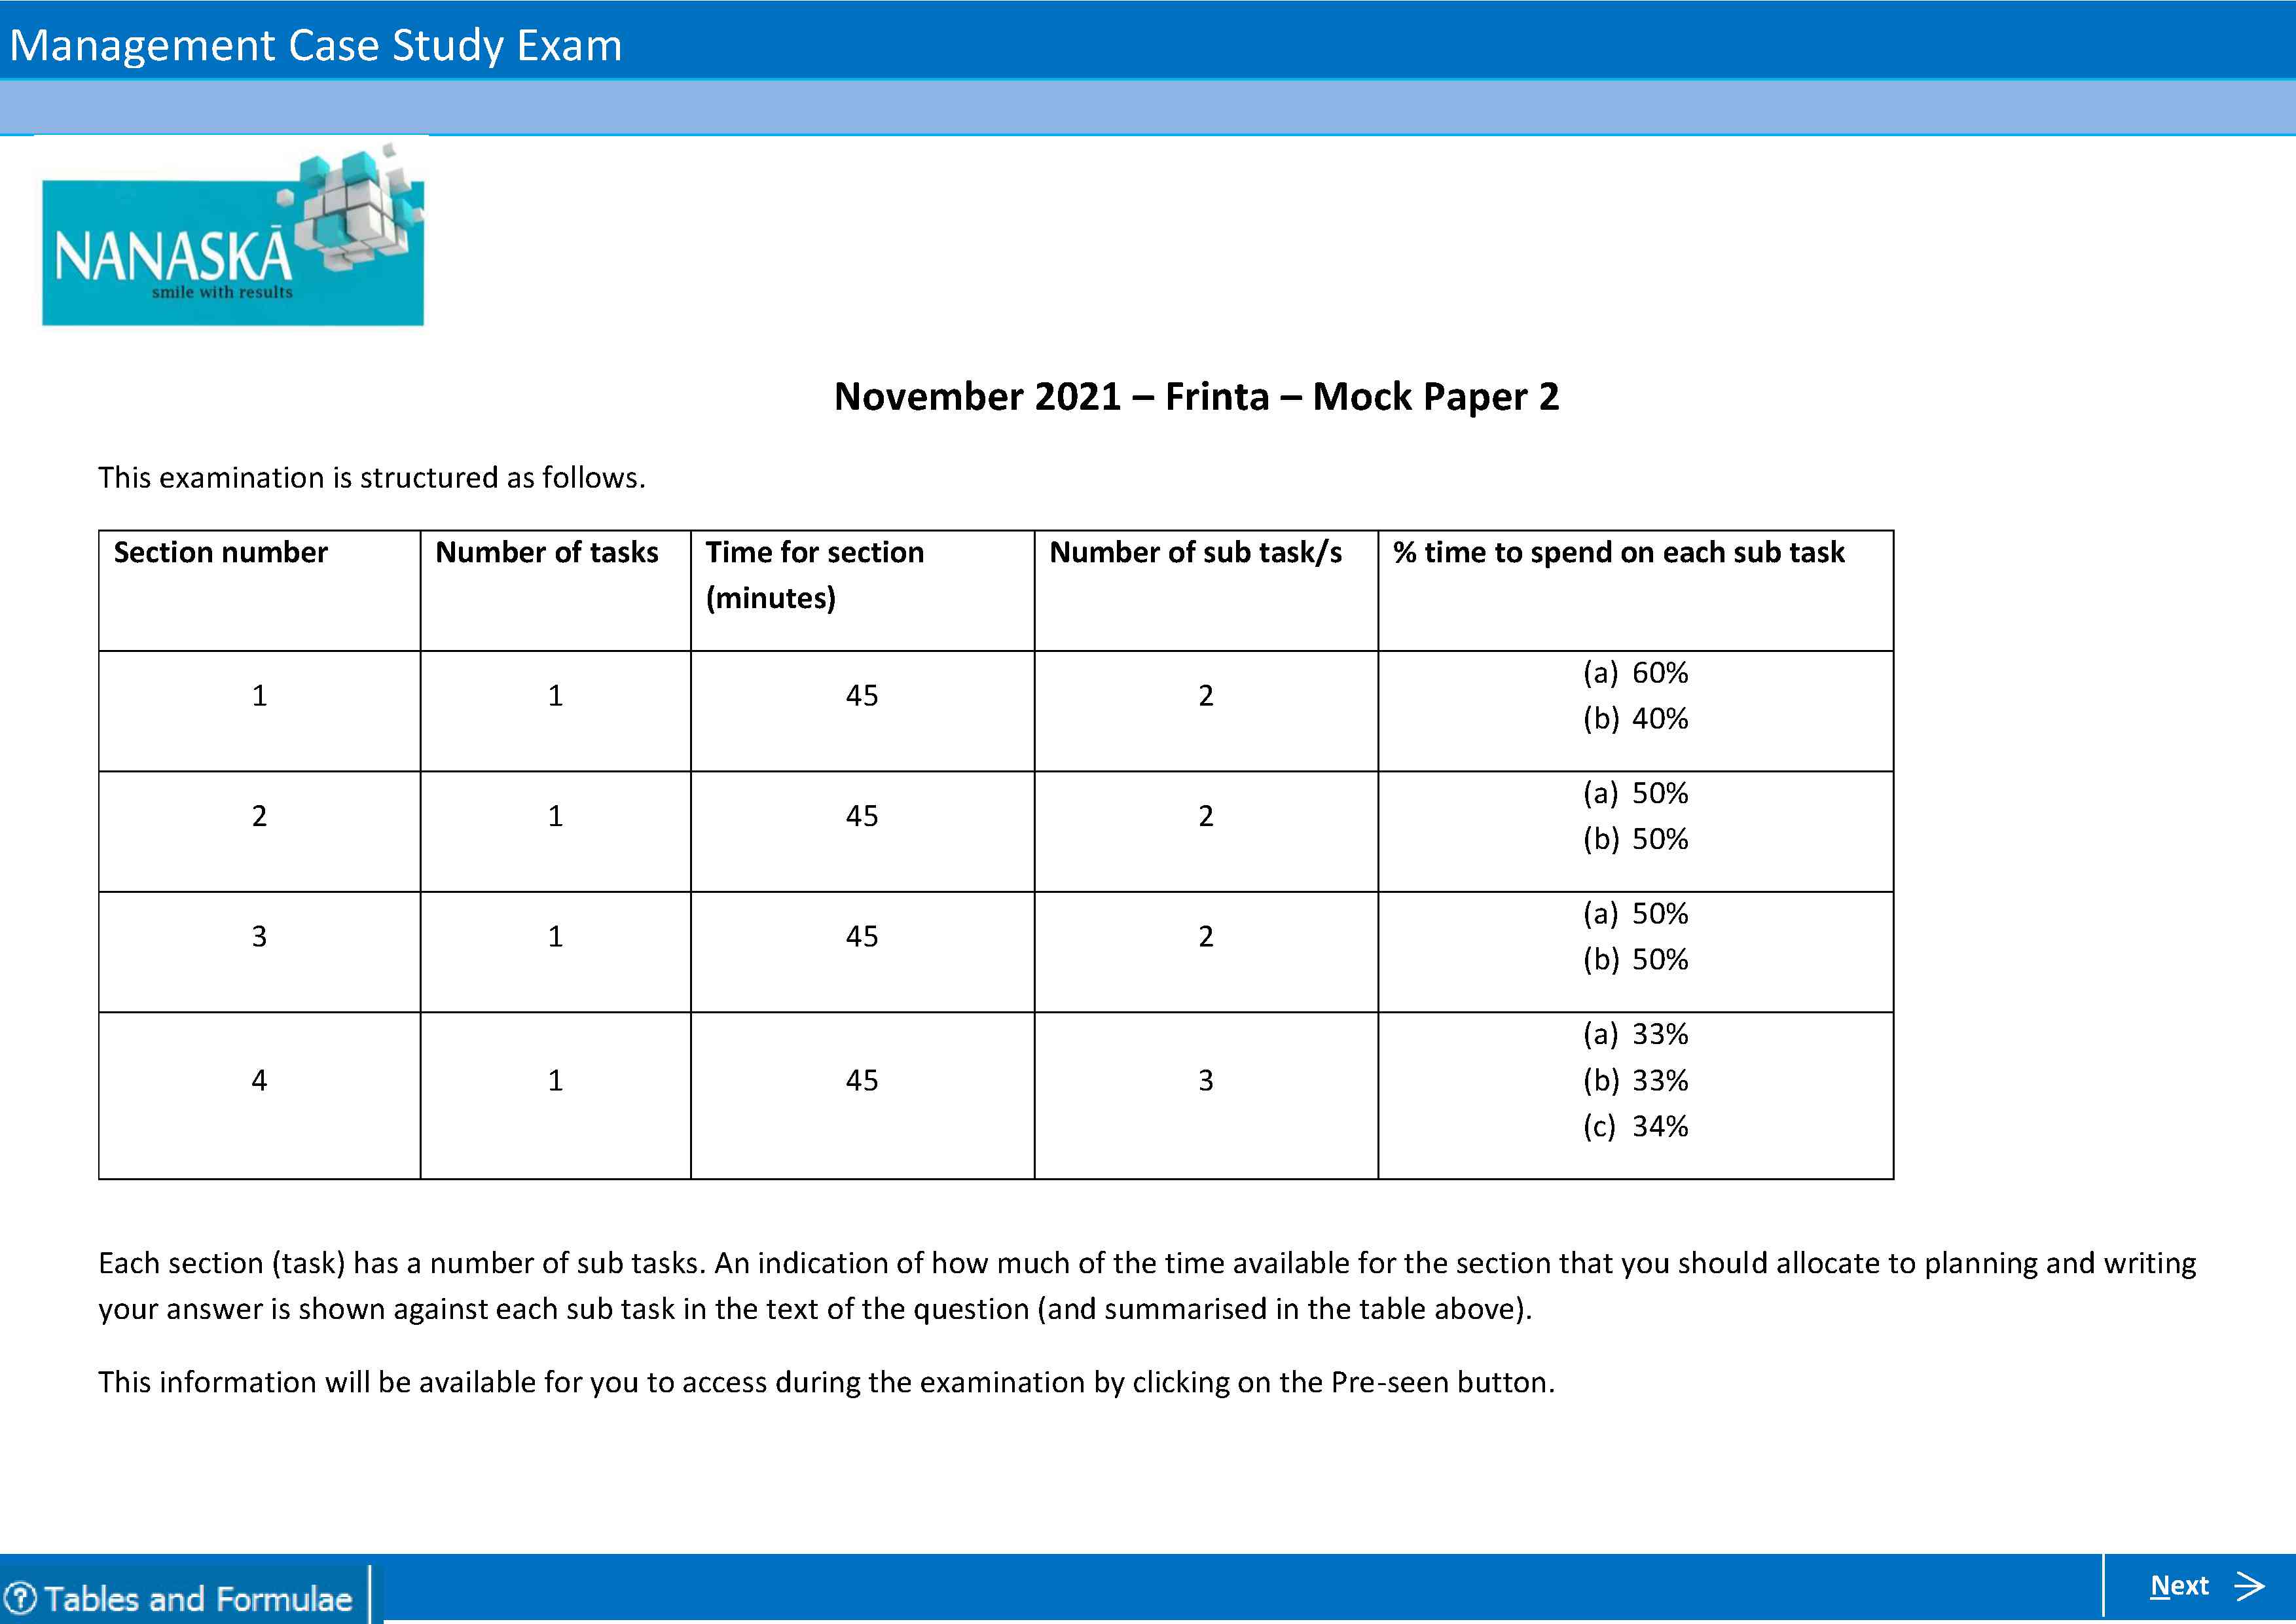 Management Case Study Exam
NANASKĀ
smile with results
November 2021 – Frinta – Mock Paper 2
This examination is structured as follows.
Section number Number of tasks Time for section (minutes) Number of sub task/s % time to spend on each sub task
1 1 45 2 (a) 60%
(b) 40%
2 1 45 2 (a) 50%
(b) 50%
3 1 45 2 (a) 50%
(b) 50%
4 1 45 3 (a) 33%
(b) 33%
(c) 34%
Each section (task) has a number of sub tasks. An indication of how much of the time available for the section that you should allocate to planning and writing
your answer is shown against each sub task in the text of the question (and summarised in the table above).
This information will be available for you to access during the examination by clicking on the Pre-seen button.
Tables and Formulae
Next